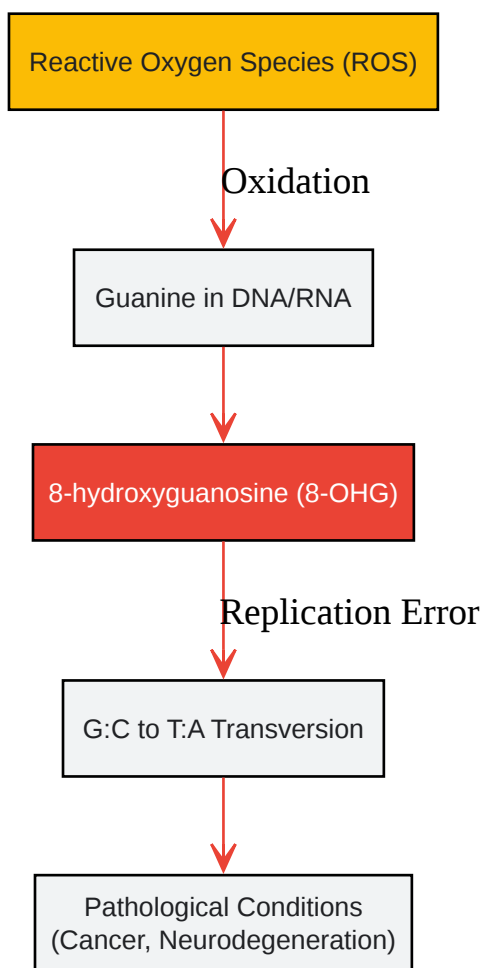 Reactive Oxygen Species (ROS)
Oxidation
Guanine in DNA/RNA
8-hydroxyguanosine (8-OHG)
Replication Error
G:C to T:A Transversion
Pathological Conditions
(Cancer, Neurodegeneration)